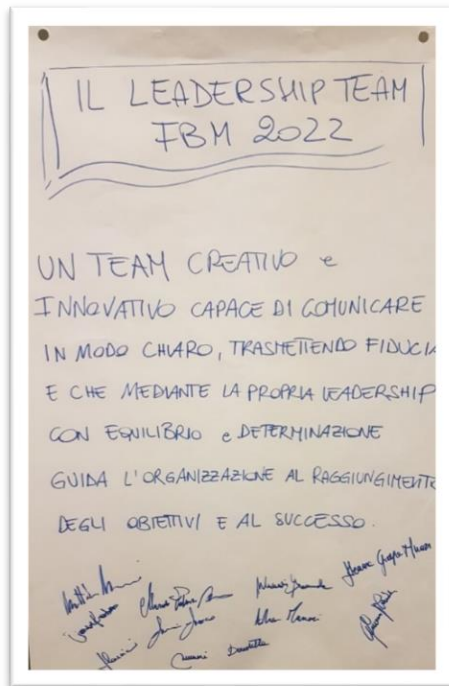 IL LEADERSHIP TEAM
FBM 2022
UN TEAM CREATIVO e
INNOVATIVO CAPACE DI COMUNICARE
IN MODO CHIARO, TRASMETTENDO FIDUCIA
E CHE MEDIANTE LA PROPRIA LEADERSHIP
CON EQUILIBRIO e DETERMINAZIONE
GUIDA L'ORGANIZZAZIONE AL RAGGIUNGIMENTO
DEGLI OBIETTIVI E AL SUCCESSO.